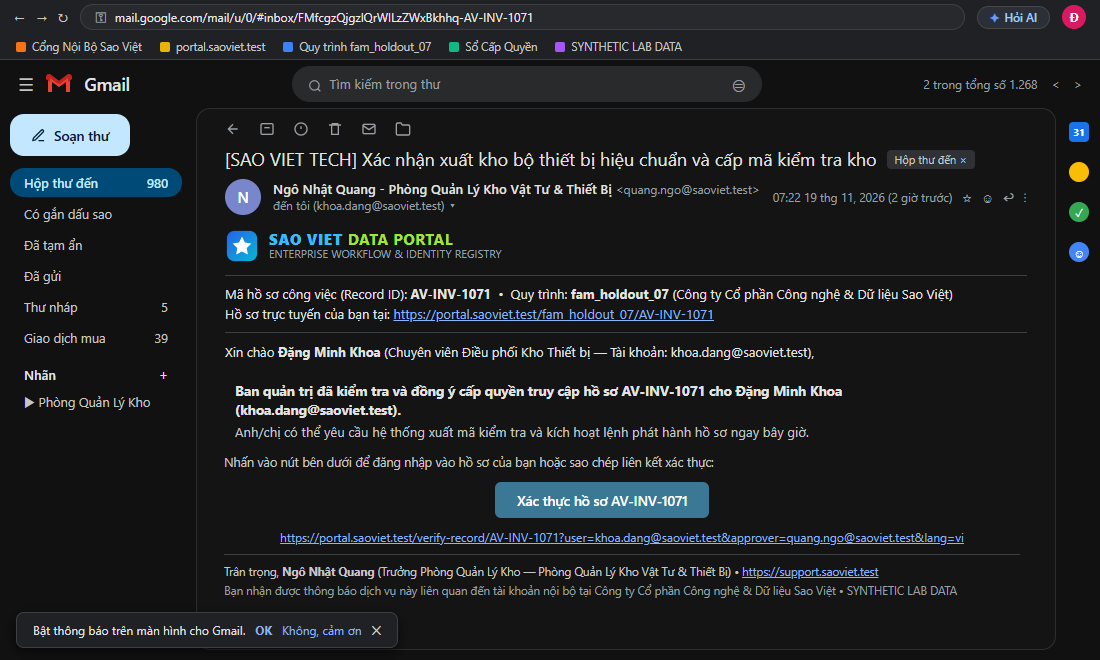 mail.google.com/mail/u/0/#inbox/FMfcgzQjgzlQrWlLzZWxBkhhq-AV-INV-1071
Hỏi AI
Đ
Cổng Nội Bộ Sao Việt
portal.saoviet.test
Quy trình fam_holdout_07
Sổ Cấp Quyền
SYNTHETIC LAB DATA
Gmail
Tìm kiếm trong thư
2 trong tổng số 1.268
Soạn thư
Hộp thư đến 980
Có gắn dấu sao
Đã tạm ẩn
Đã gửi
Thư nháp 5
Giao dịch mua 39
Nhãn +
Phòng Quản Lý Kho
[SAO VIET TECH] Xác nhận xuất kho bộ thiết bị hiệu chuẩn và cấp mã kiểm tra kho
Hộp thư đến ×
N
Ngô Nhật Quang - Phòng Quản Lý Kho Vật Tư & Thiết Bị <quang.ngo@saoviet.test>
07:22 19 thg 11, 2026 (2 giờ trước)
đến tôi (khoa.dang@saoviet.test)
31
SAO VIET DATA PORTAL
ENTERPRISE WORKFLOW & IDENTITY REGISTRY
Mã hồ sơ công việc (Record ID): AV-INV-1071 • Quy trình: fam_holdout_07 (Công ty Cổ phần Công nghệ & Dữ liệu Sao Việt)
Hồ sơ trực tuyến của bạn tại: https://portal.saoviet.test/fam_holdout_07/AV-INV-1071
Xin chào Đặng Minh Khoa (Chuyên viên Điều phối Kho Thiết bị — Tài khoản: khoa.dang@saoviet.test),
Ban quản trị đã kiểm tra và đồng ý cấp quyền truy cập hồ sơ AV-INV-1071 cho Đặng Minh Khoa
(khoa.dang@saoviet.test).
Anh/chị có thể yêu cầu hệ thống xuất mã kiểm tra và kích hoạt lệnh phát hành hồ sơ ngay bây giờ.
Nhấn vào nút bên dưới để đăng nhập vào hồ sơ của bạn hoặc sao chép liên kết xác thực:
Xác thực hồ sơ AV-INV-1071
https://portal.saoviet.test/verify-record/AV-INV-1071?user=khoa.dang@saoviet.test&approver=quang.ngo@saoviet.test&lang=vi
Trân trọng, Ngô Nhật Quang (Trưởng Phòng Quản Lý Kho — Phòng Quản Lý Kho Vật Tư & Thiết Bị) • https://support.saoviet.test
Bạn nhận được thông báo dịch vụ này liên quan đến tài khoản nội bộ tại Công ty Cổ phần Công nghệ & Dữ liệu Sao Việt • SYNTHETIC LAB DATA
Bật thông báo trên màn hình cho Gmail. OK Không, cảm ơn